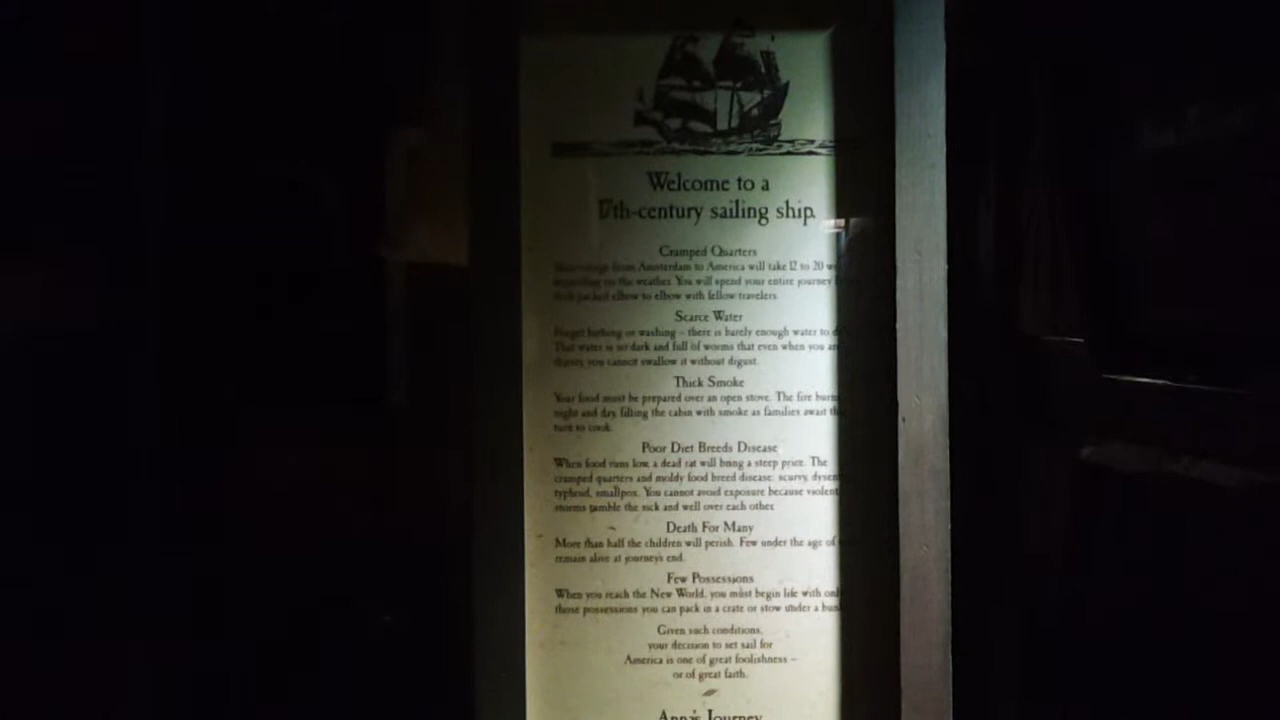 Welcome to a
17th-century sailing ship
Cramped Quarters
from Amsterdam to America will take 12 to 20
on the weather. You will spend your entire journey
packed elbow to elbow with fellow travelers.
Scarce Water
Forget bathing or washing – there is barely enough water to
That water is so dark and full of worms that even when you are
thirsty, you cannot swallow it without digust.
Thick Smoke
Your food must be prepared over an open stove. The fire burns
night and day, filling the cabin with smoke as families await
turn to cook.
Poor Diet Breeds Disease
When food runs low, a dead rat will bring a steep price. The
cramped quarters and moldy food breed disease: scurvy,
typhoid, smallpox. You cannot avoid exposure because violent
storms tumble the sick and well over each other.
Death For Many
More than half the children will perish. Few under the age of
remain alive at journey's end.
Few Possessions
When you reach the New World, you must begin life with
those possessions you can pack in a crate or stow under a
Given such conditions,
your decision to set sail for
America is one of great foolishness –
or of great faith.
Anna's Journey